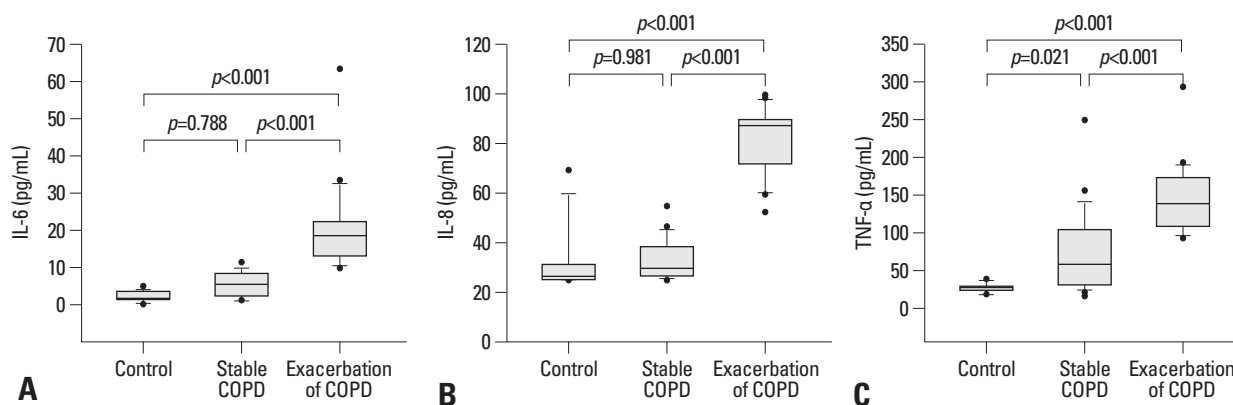 p<0.001
p=0.788
p<0.001
IL-6 (pg/mL)
70
60
50
40
30
20
10
0
Control
Stable
COPD
Exacerbation
of COPD
A
p<0.001
p=0.981
p<0.001
IL-8 (pg/mL)
120
100
80
60
40
20
0
Control
Stable
COPD
Exacerbation
of COPD
B
p<0.001
p=0.021
p<0.001
TNF-α (pg/mL)
350
300
250
200
150
100
50
0
Control
Stable
COPD
Exacerbation
of COPD
C